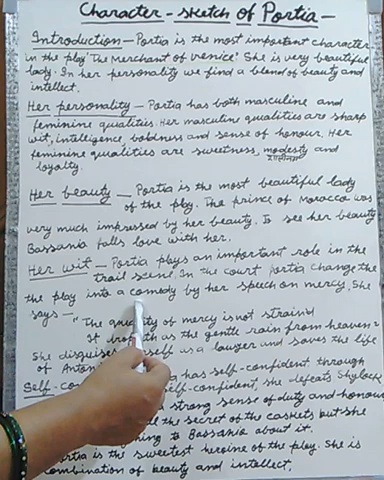 Character-sketch of Portia-
Introduction - Portia is the most important character
in the play 'The Merchant of Venice'. She is very beautiful
lady. In her personality we find a blend of beauty and
intellect.
Her personality - Portia has both masculine and
feminine qualities. Her masculine qualities are sharp
wit, intelligence, boldness and sense of honour. Her
feminine qualities are sweetness, modesty and
loyalty.
Her beauty - Portia is the most beautiful lady
of the play. The prince of Morocco was
very much impressed by her beauty. To see her beauty
Bassania falls love with her.
Her wit - Portia plays an important role in the
trail scene. In the court Portia change the
the play into a comedy by her speech on mercy. She
says -
"The quality of mercy is not strain'd
It as the gentle rain from heaven"
She disguises as a lawyer and saves the life
of
has self-confident, through
Self- self-confident, she defeats Shylock
strong sense of duty and honour
the secret of the caskets but she
to Bassania about it.
is the sweetest heroine of the play. She is
combination of beauty and intellect.